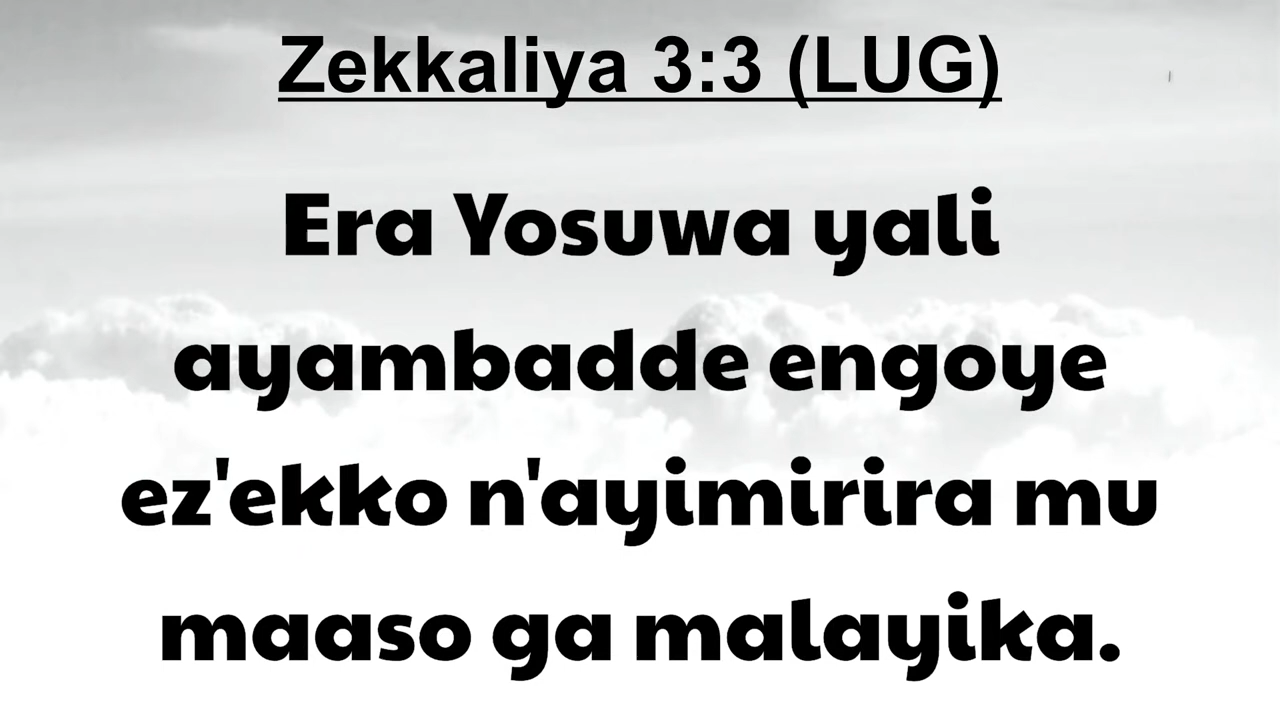 Zekkaliya 3:3 (LUG)
Era Yosuwa yali
ayambadde engoye
ez'ekko n'ayimirira mu
maaso ga malayika.